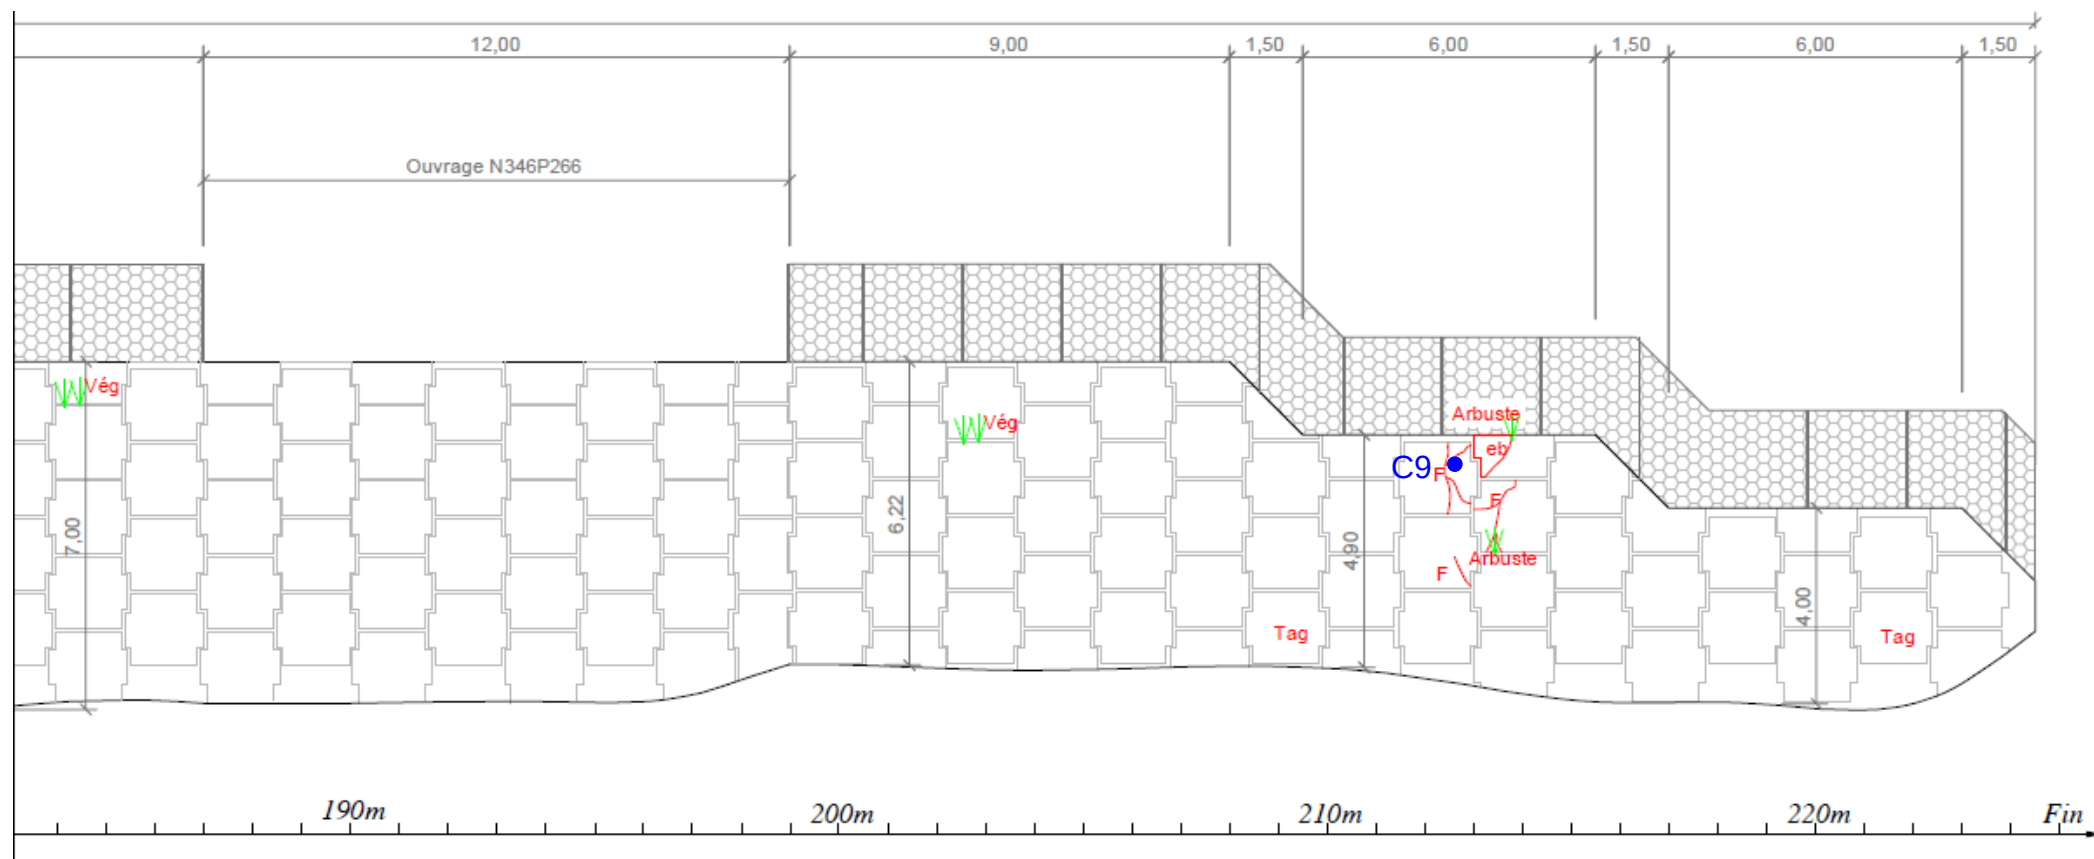 12,00
9,00
1,50
6,00
1,50
6,00
1,50
Ouvrage N346P266
Vég
Vég
Arbuste
eb
C9
F
F
7,00
6,22
4,90
Arbuste
F
4,00
Tag
Tag
190m
200m
210m
220m
Fin